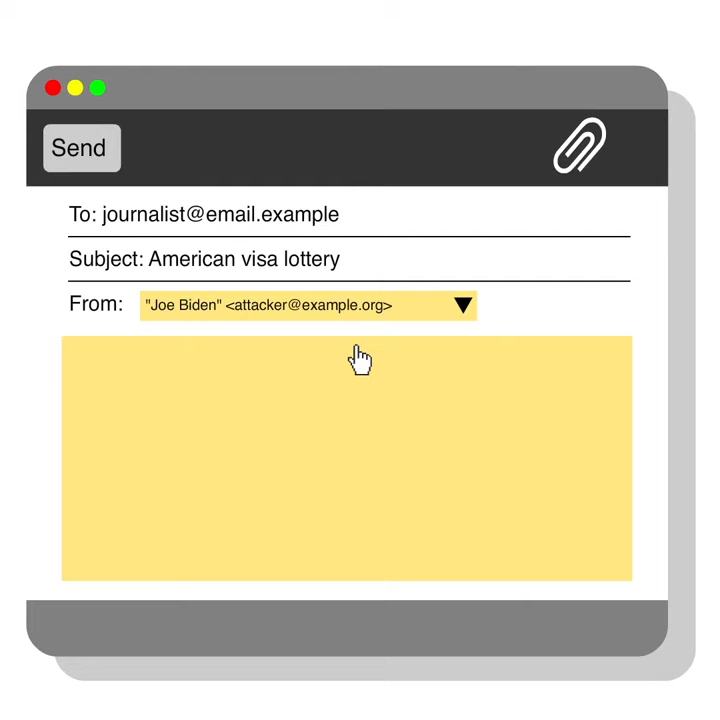 Send
To: journalist@email.example
Subject: American visa lottery
From: "Joe Biden" <attacker@example.org>